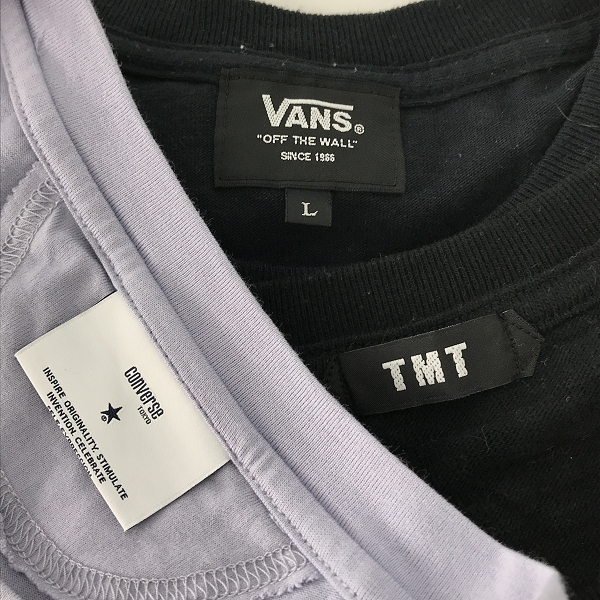 VANS®
"OFF THE WALL"
SINCE 1966
L
TMT
converse
TOKYO
®
INSPIRE ORIGINALITY. STIMULATE
INVENTION. CELEBRATE